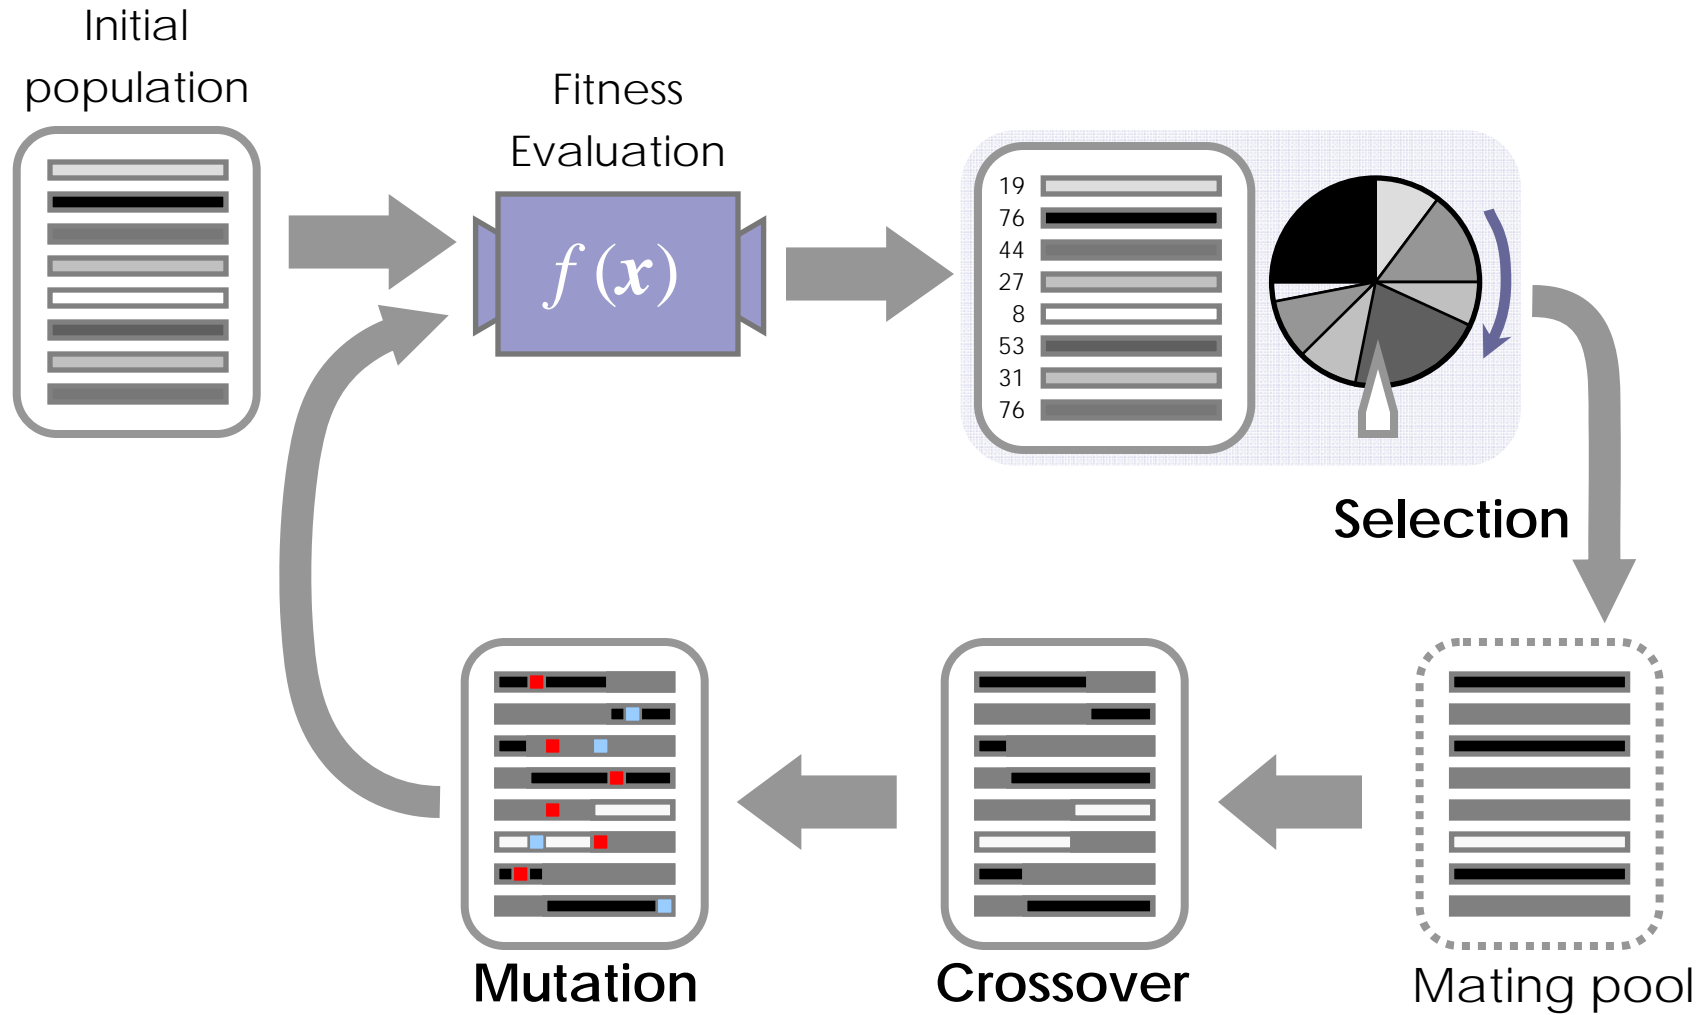 Initial
population
Fitness
Evaluation
f (x)
19
76
44
27
8
53
31
76
Selection
Mutation
Crossover
Mating pool